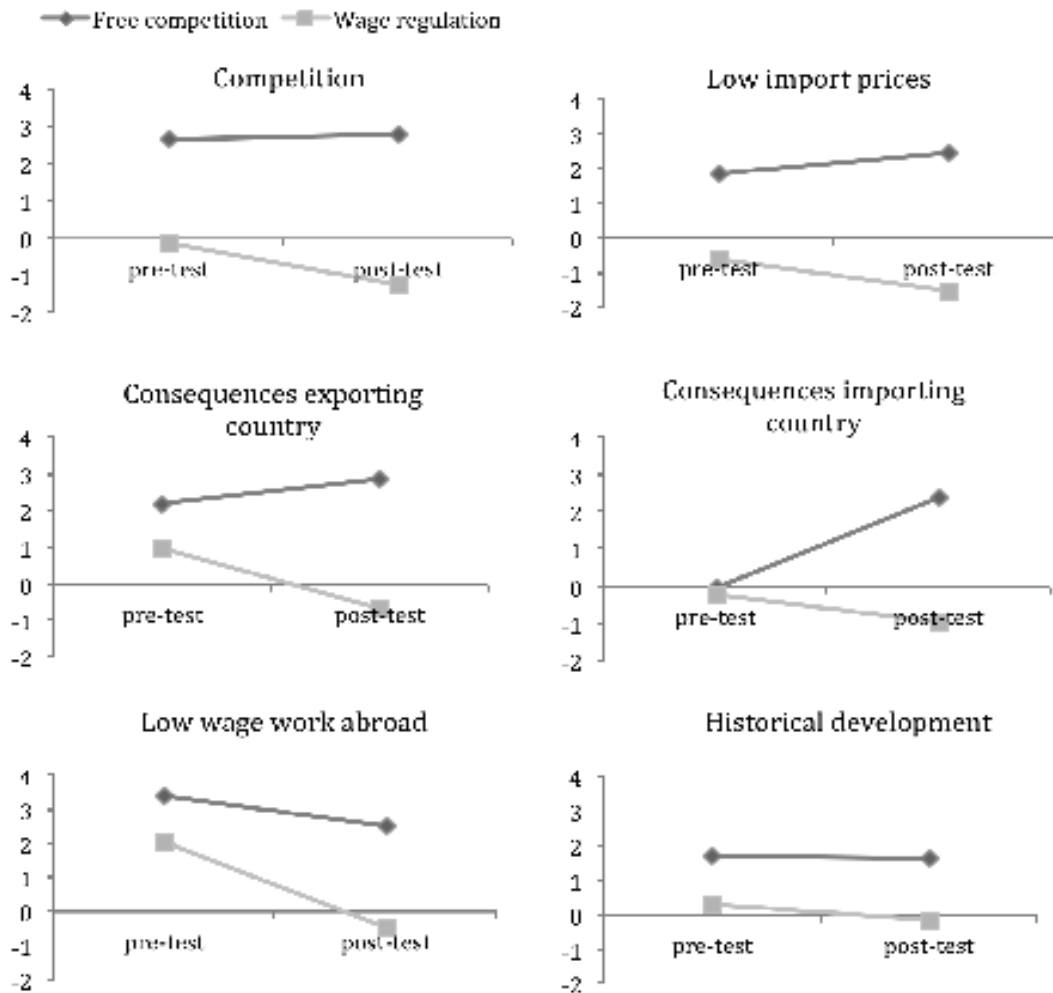 Free competition Wage regulation
Competition
4
3
2
1
0
-1
-2
pre-test post-test
Low import prices
4
3
2
1
0
-1
-2
pre-test post-test
Consequences exporting
country
4
3
2
1
0
-1
-2
pre-test post-test
Consequences importing
country
4
3
2
1
0
-1
-2
pre-test post-test
Low wage work abroad
4
3
2
1
0
-1
-2
pre-test post-test
Historical development
4
3
2
1
0
-1
-2
pre-test post-test